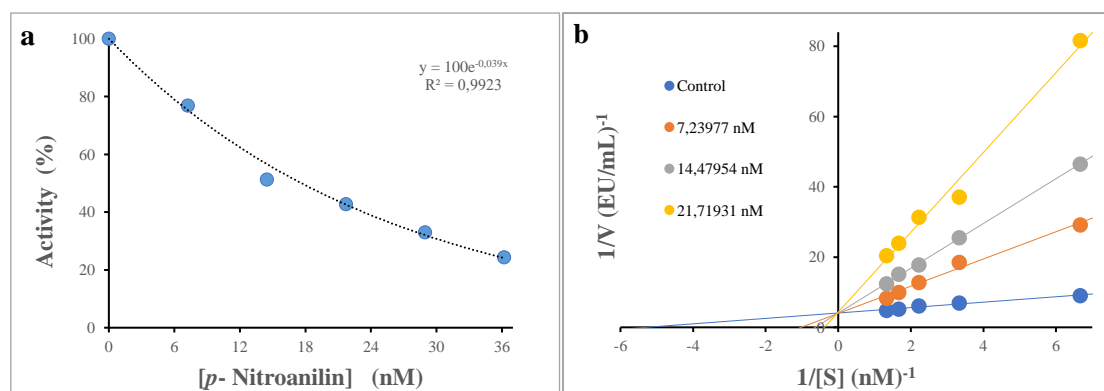 a
100
80
60
40
20
0
0 6 12 18 24 30 36
Activity (%)
[p- Nitroanilin] (nM)
y = 100e-0,039x
R² = 0,9923
b
80
60
40
20
0
-6 -4 -2 0 2 4 6
1/V (EU/mL)-1
1/[S] (nM)-1
Control
7,23977 nM
14,47954 nM
21,71931 nM